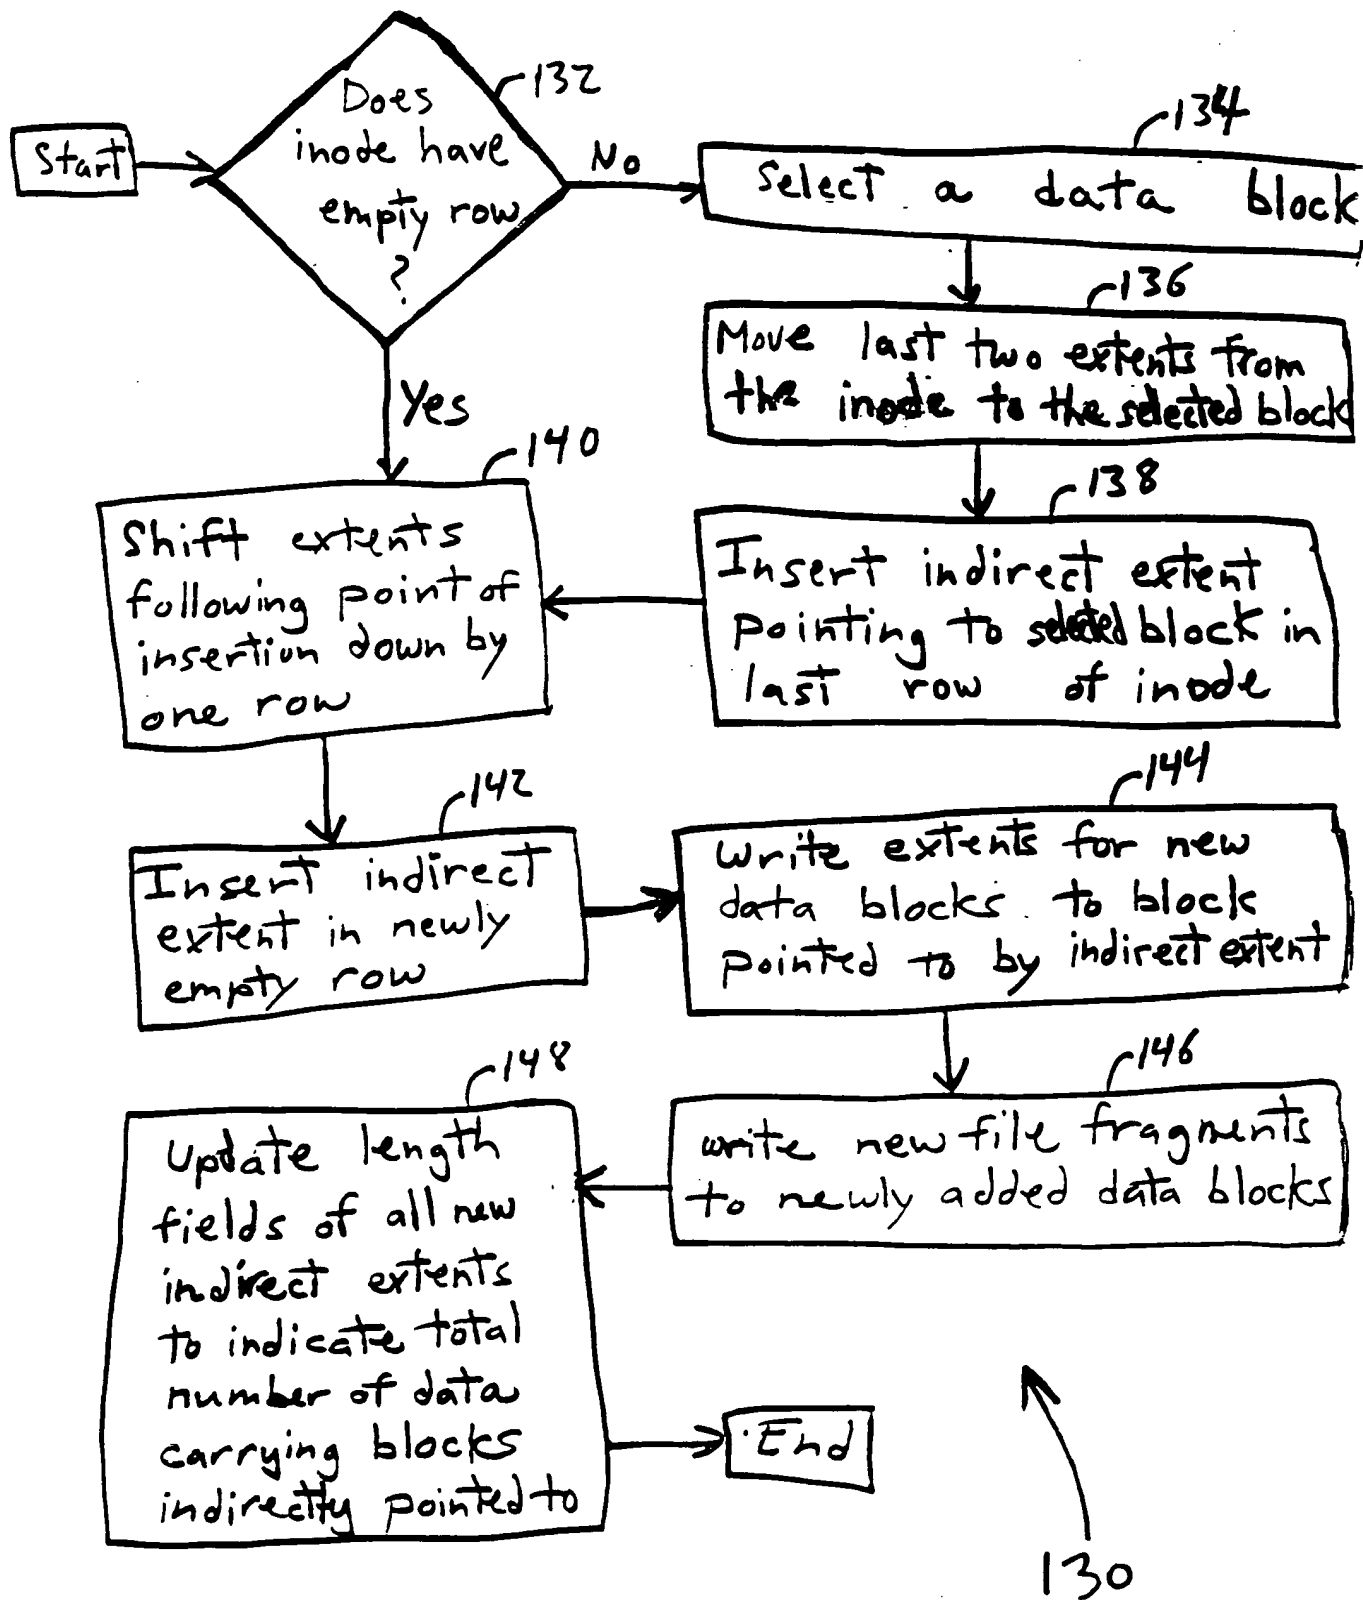 Start
132
Does
inode have
empty row
?
No
Yes
134
Select a data block
136
Move last two extents from
the inode to the selected block
138
Insert indirect extent
pointing to selected block in
last row of inode
140
Shift extents
following point of
insertion down by
one row
142
Insert indirect
extent in newly
empty row
144
Write extents for new
data blocks to block
pointed to by indirect extent
146
write new file fragments
to newly added data blocks
148
Update length
fields of all new
indirect extents
to indicate total
number of data
carrying blocks
indirectly pointed to
End
130